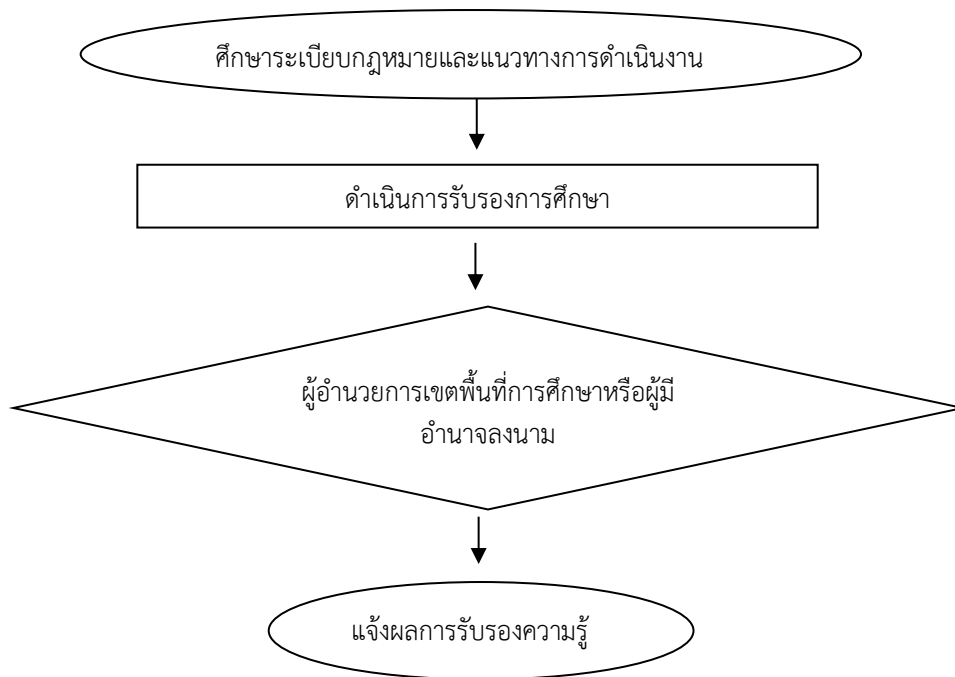 ศึกษาระเบียบกฎหมายและแนวทางการดำเนินงาน
ดำเนินการรับรองการศึกษา
ผู้อำนวยการเขตพื้นที่การศึกษาหรือผู้มี
อำนาจลงนาม
แจ้งผลการรับรองความรู้